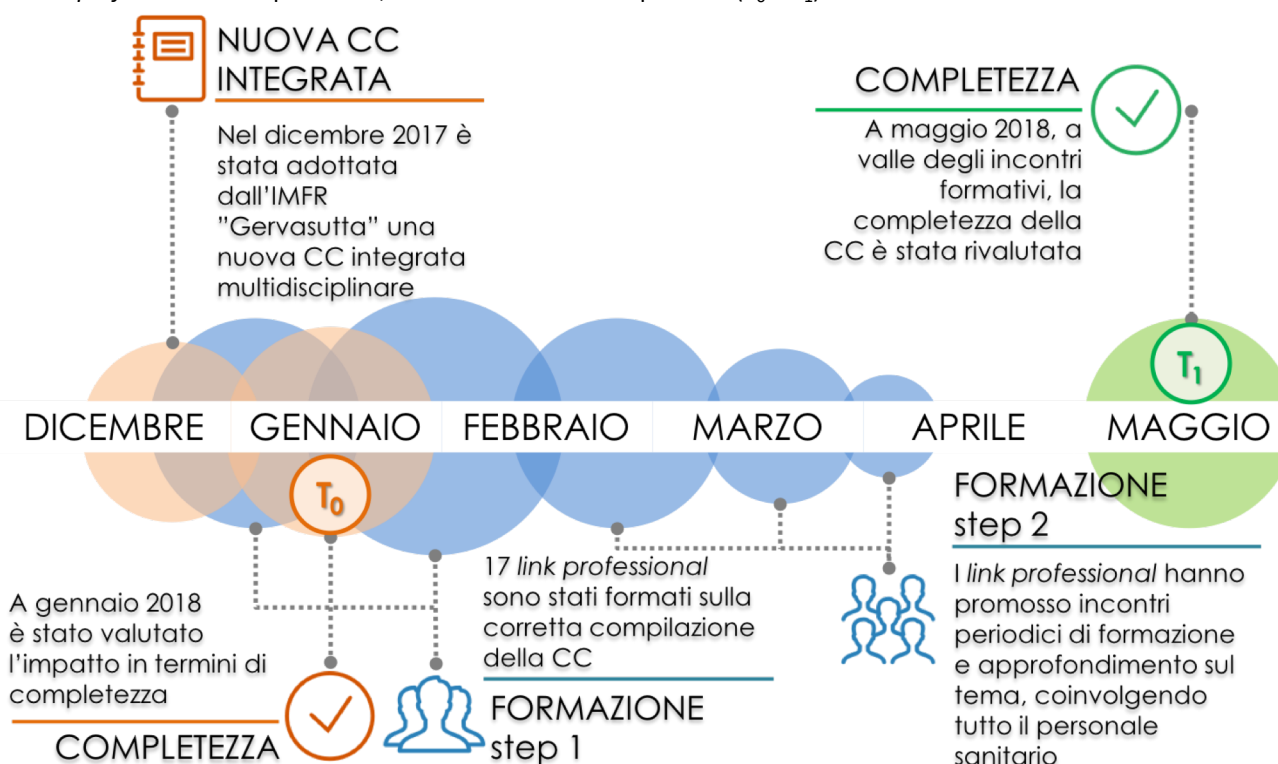 NUOVA CC
INTEGRATA
Nel dicembre 2017 è
stata adottata
dall'IMFR
"Gervasutta" una
nuova CC integrata
multidisciplinare
COMPLETEZZA
A maggio 2018, a
valle degli incontri
formativi, la
completezza della
CC è stata rivalutata
T₁
DICEMBRE GENNAIO FEBBRAIO MARZO APRILE MAGGIO
T₀
A gennaio 2018
è stato valutato
l'impatto in termini di
completezza
COMPLETEZZA
17 link professional
sono stati formati sulla
corretta compilazione
della CC
FORMAZIONE
step 1
FORMAZIONE
step 2
I link professional hanno
promosso incontri
periodici di formazione
e approfondimento sul
tema, coinvolgendo
tutto il personale
sanitario